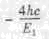 - 4hc / E₁